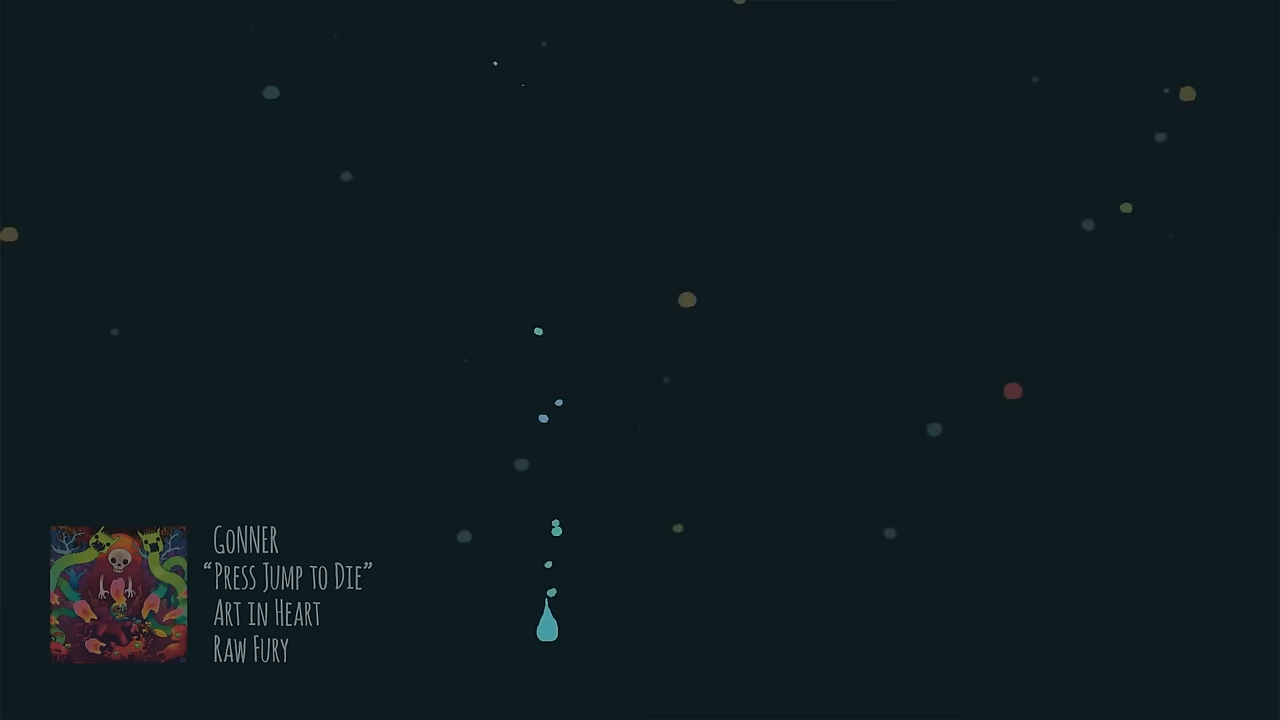 GoNNER
“Press Jump to Die”
Art in Heart
Raw Fury